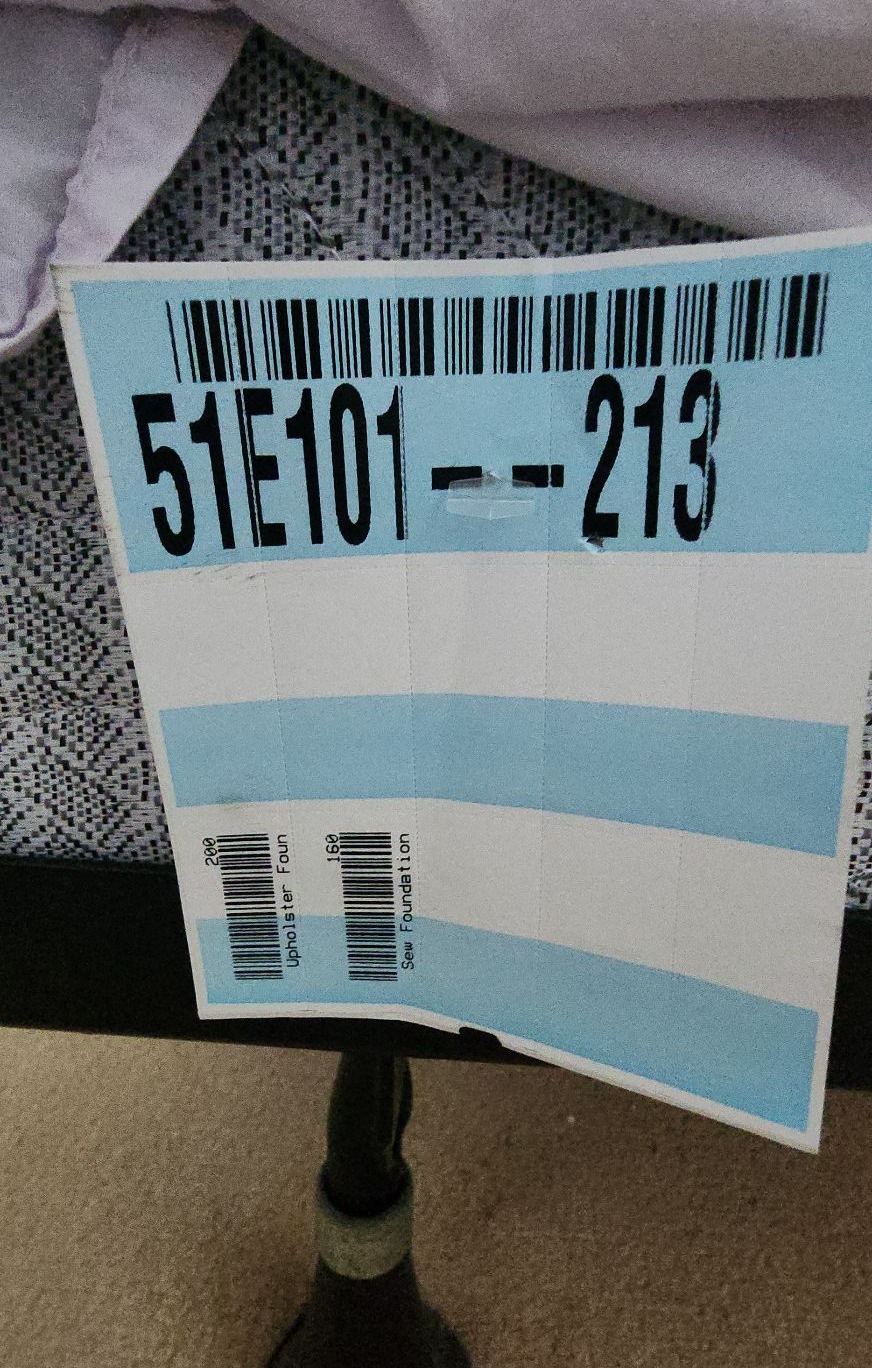 51E101--213
200
Upholster Foun
160
Sew Foundation